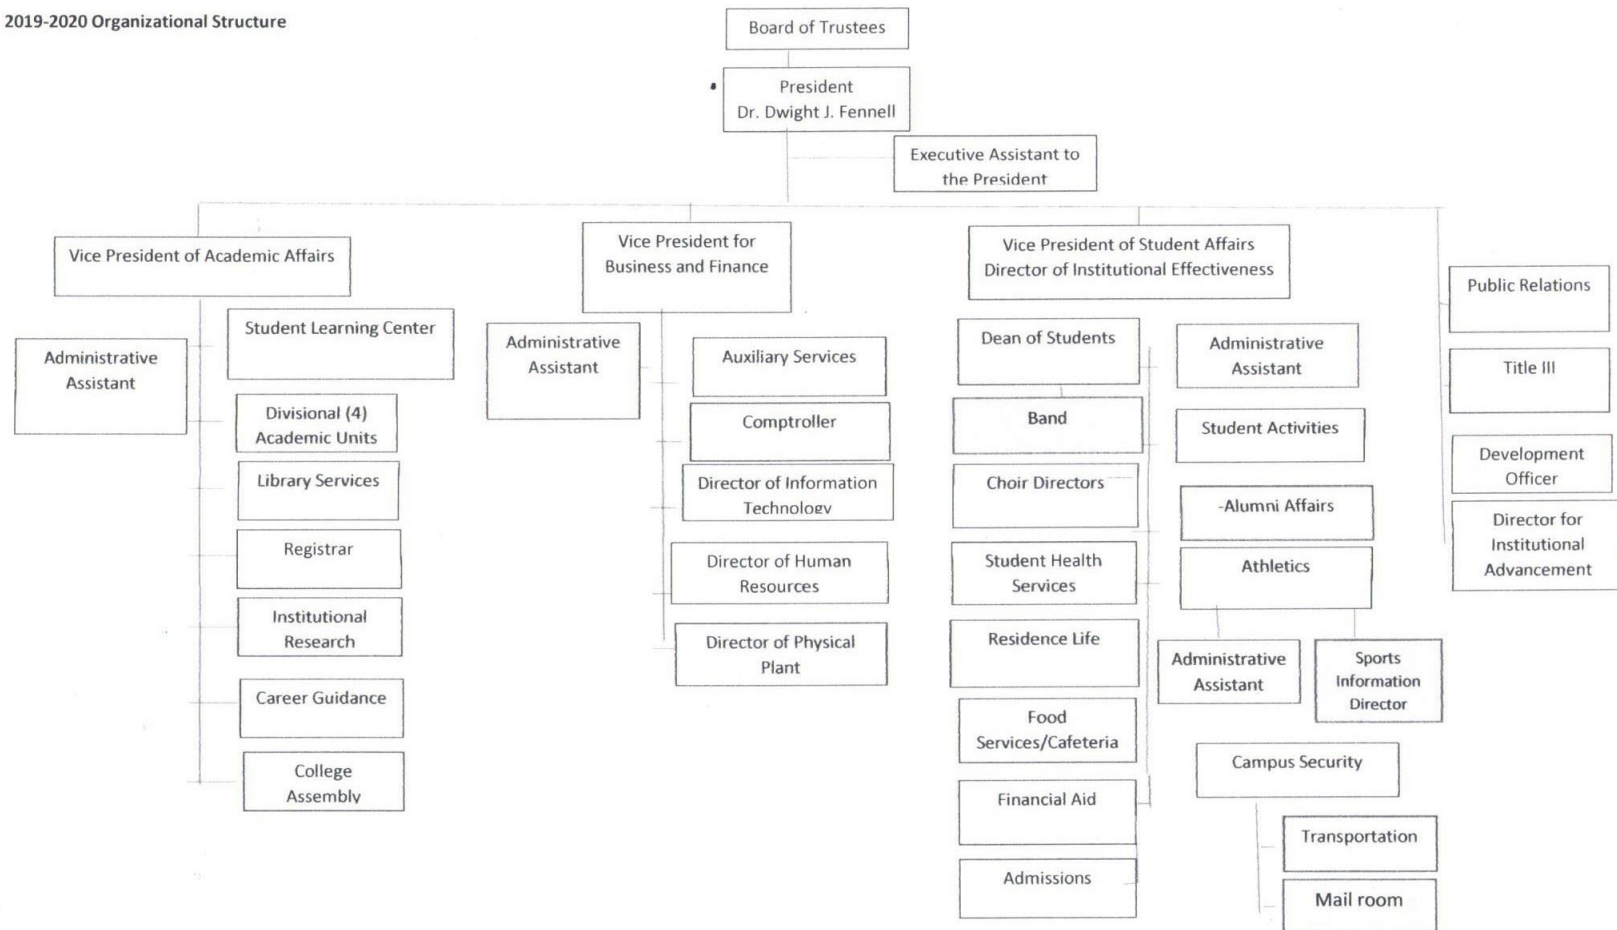 2019-2020 Organizational Structure
Board of Trustees
President
Dr. Dwight J. Fennell
Executive Assistant to
the President
Vice President of Academic Affairs
Administrative
Assistant
Student Learning Center
Divisional (4)
Academic Units
Library Services
Registrar
Institutional
Research
Career Guidance
College
Assembly
Vice President for
Business and Finance
Administrative
Assistant
Auxiliary Services
Comptroller
Director of Information
Technology
Director of Human
Resources
Director of Physical
Plant
Vice President of Student Affairs
Director of Institutional Effectiveness
Dean of Students
Band
Choir Directors
Student Health
Services
Residence Life
Food
Services/Cafeteria
Financial Aid
Admissions
Administrative
Assistant
Student Activities
-Alumni Affairs
Athletics
Administrative
Assistant
Sports
Information
Director
Campus Security
Transportation
Mail room
Public Relations
Title III
Development
Officer
Director for
Institutional
Advancement